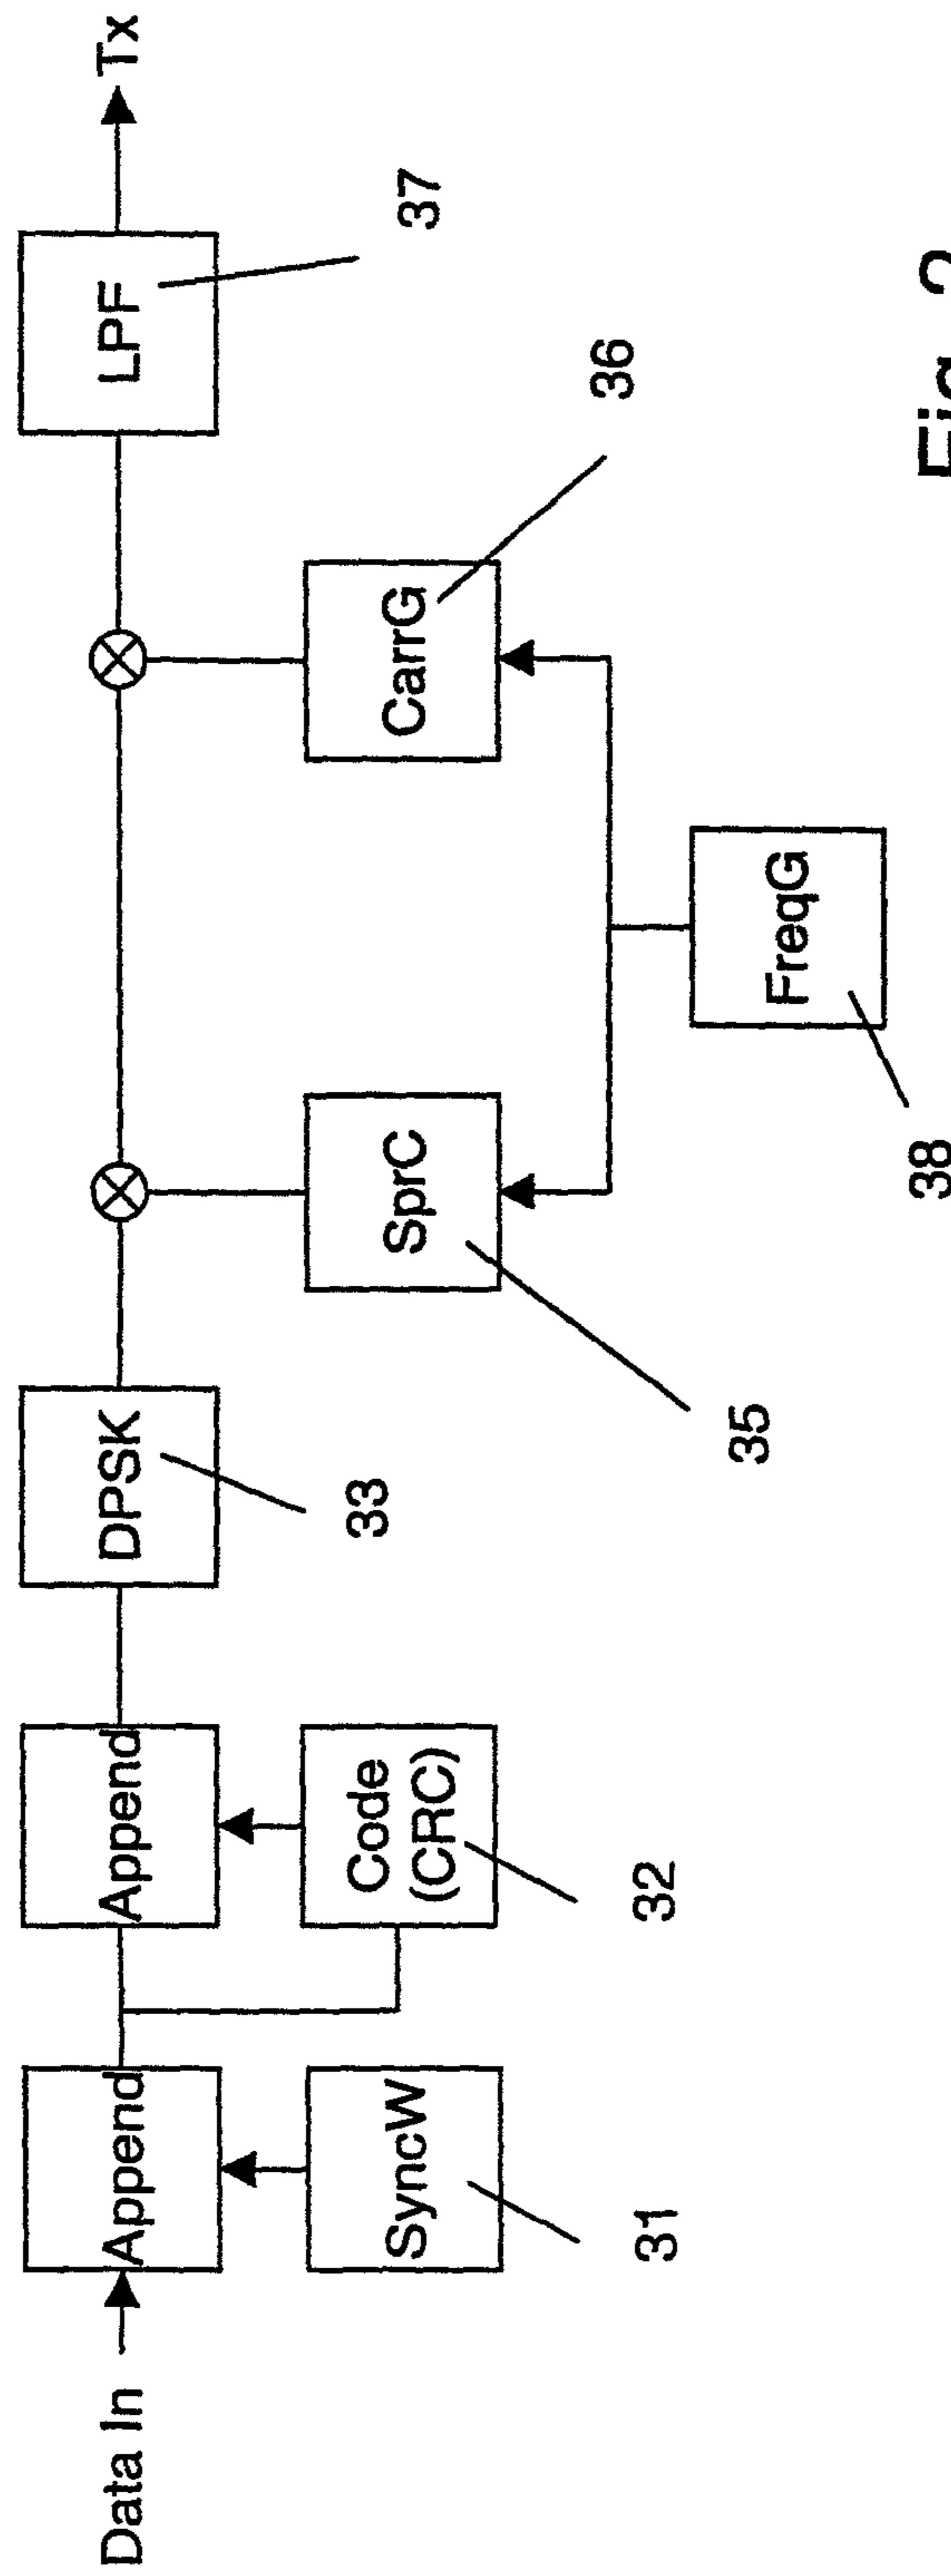 Data In
Append
Append
DPSK
LPF
Tx
SyncW
Code
(CRC)
SprC
CarrG
FreqG
31
32
33
35
36
37
38
Fig.